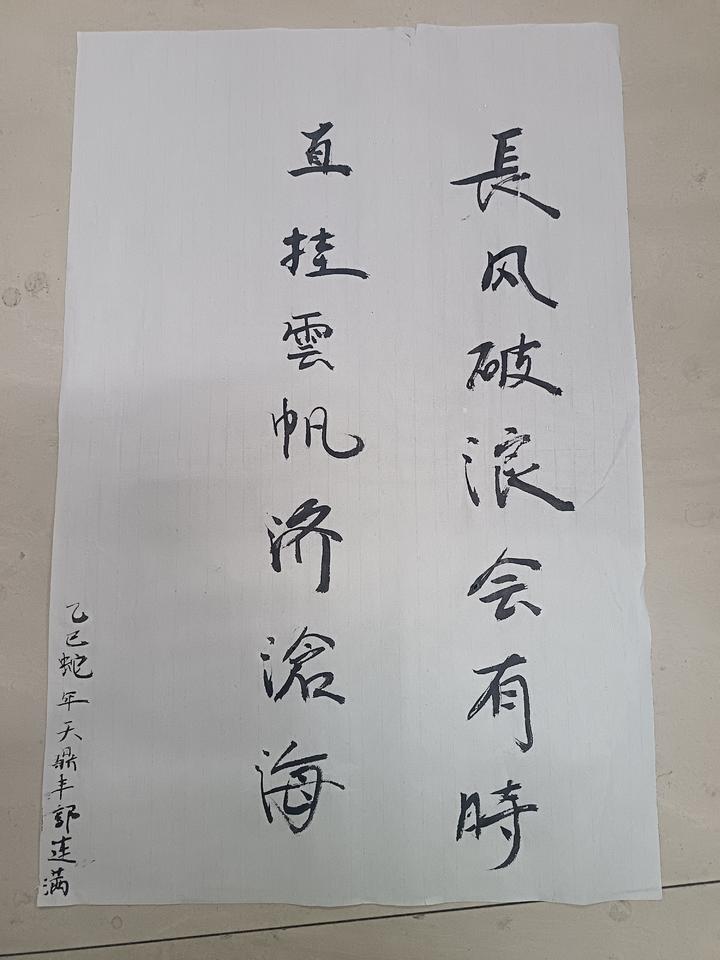 長风破浪会有時
直挂雲帆济滄海
乙巳蛇年天鼎丰郭连满